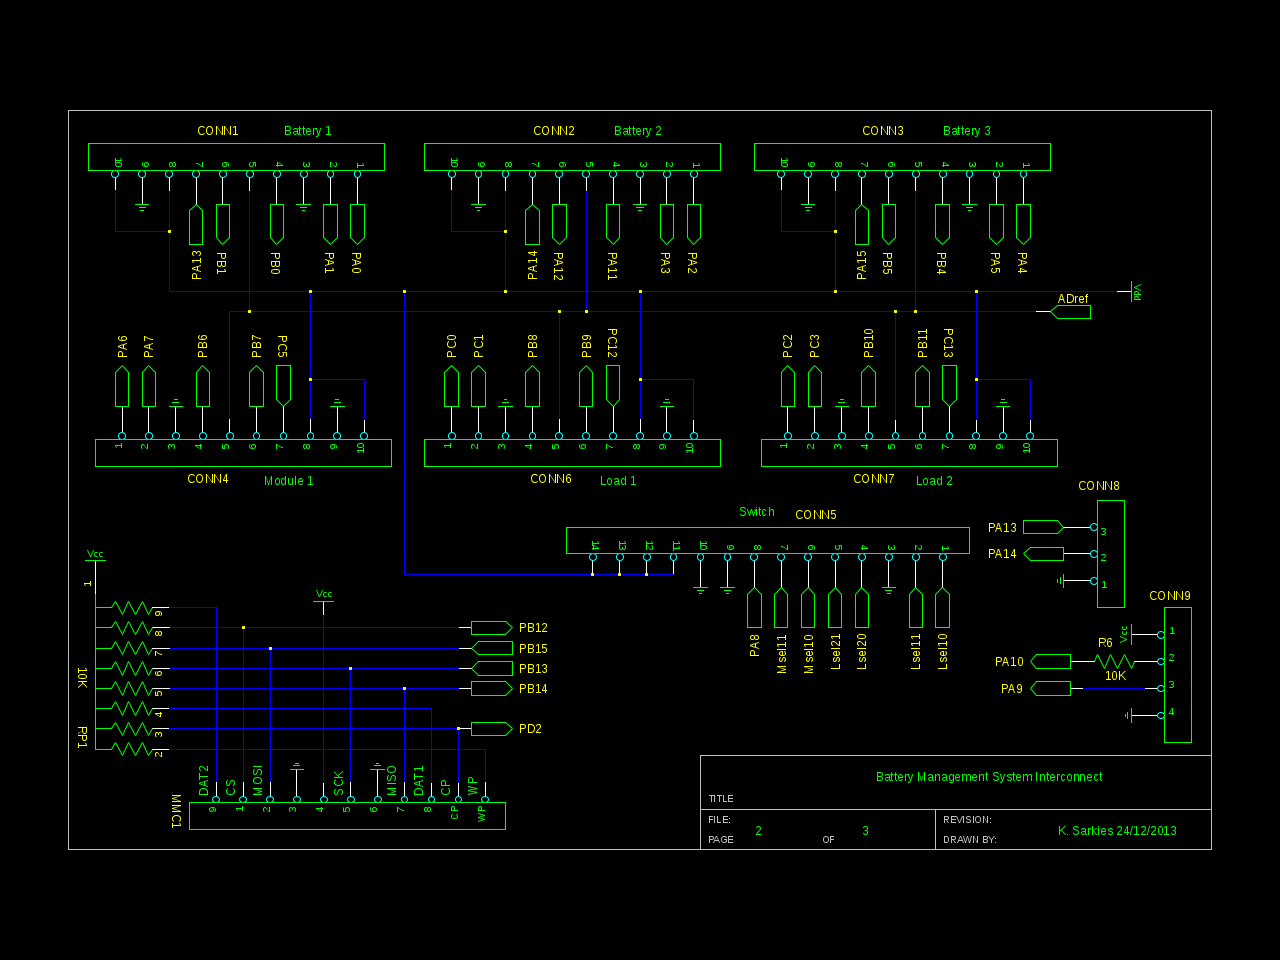 CONN1 Battery 1
CONN2 Battery 2
CONN3 Battery 3
10 9 8 7 6 5 4 3 2 1
10 9 8 7 6 5 4 3 2 1
10 9 8 7 6 5 4 3 2 1
PA13 PB1 PB0 PA1 PA0
PA14 PA12 PA11 PA3 PA2
PA15 PB5 PB4 PA5 PA4
Vdd
ADref
PA6 PA7 PB6 PB7 PC5
PC0 PC1 PB8 PB9 PC12
PC2 PC3 PB10 PB11 PC13
1 2 3 4 5 6 7 8 9 10
1 2 3 4 5 6 7 8 9 10
1 2 3 4 5 6 7 8 9 10
CONN4 Module 1
CONN6 Load 1
CONN7 Load 2
Switch CONN5
14 13 12 11 10 9 8 7 6 5 4 3 2 1
PA8 Msel11 Msel10 Lsel21 Lsel20 Lsel11 Lsel10
CONN8
PA13 3
PA14 2
1
CONN9
Vcc 1
PA10 R6 10K 2
PA9 3
4
Vcc
1
10K
RP1
9
8
7
6
5
4
3
2
Vcc
PB12
PB15
PB13
PB14
PD2
DAT2 CS MOSI SCK MISO DAT1 CP WP
MMC1
9 1 2 3 4 5 6 7 8 CP WP
Battery Management System Interconnect
TITLE
FILE:
REVISION:
PAGE 2 OF 3
DRAWN BY: K. Sarkies 24/12/2013